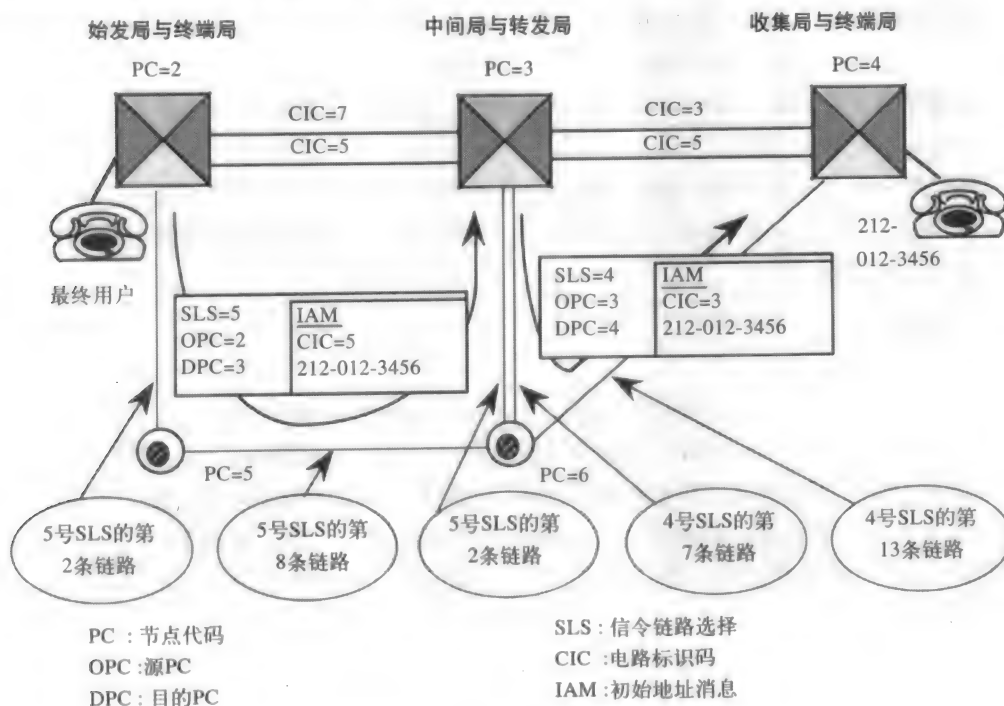 始发局与终端局
中间局与转发局
收集局与终端局
PC=2
PC=3
PC=4
CIC=7
CIC=5
CIC=3
CIC=5
最终用户
212-
012-3456
SLS=5
OPC=2
DPC=3
IAM
CIC=5
212-012-3456
SLS=4
OPC=3
DPC=4
IAM
CIC=3
212-012-3456
PC=5
PC=6
5号SLS的第
2条链路
5号SLS的第
8条链路
5号SLS的第
2条链路
4号SLS的第
7条链路
4号SLS的第
13条链路
PC : 节点代码
OPC :源PC
DPC : 目的PC
SLS : 信令链路选择
CIC : 电路标识码
IAM : 初始地址消息